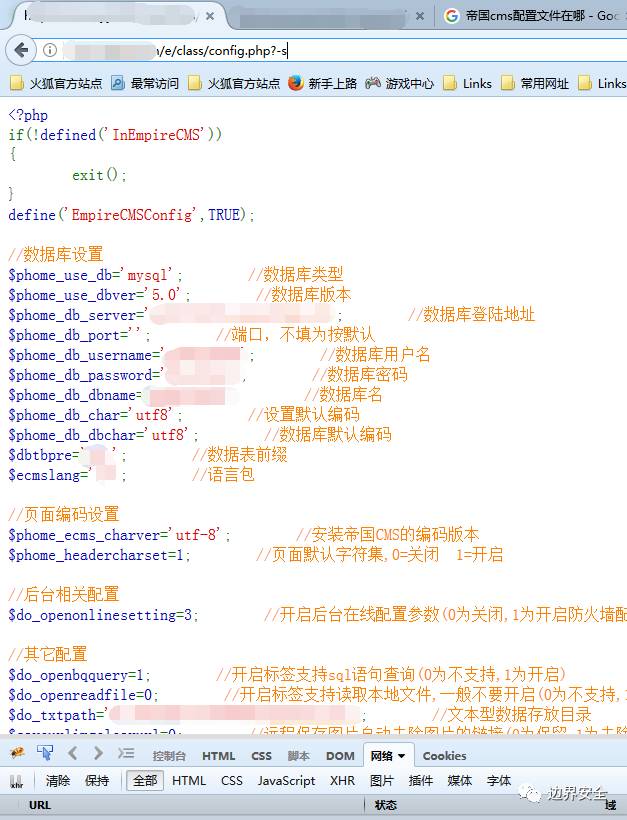 帝国cms配置文件在哪 - Goo
/e/class/config.php?-s
火狐官方站点 最常访问 火狐官方站点 新手上路 游戏中心 Links 常用网址 Links
<?php
if(!defined('InEmpireCMS'))
{
exit();
}
define('EmpireCMSConfig',TRUE);
//数据库设置
$phome_use_db='mysql'; //数据库类型
$phome_use_dbver='5.0'; //数据库版本
$phome_db_server=' ; //数据库登陆地址
$phome_db_port=''; //端口，不填为按默认
$phome_db_username=' ; //数据库用户名
$phome_db_password=' //数据库密码
$phome_db_dbname= //数据库名
$phome_db_char='utf8'; //设置默认编码
$phome_db_dbchar='utf8'; //数据库默认编码
$dbtbpre=' '; //数据表前缀
$ecmslang=' '; //语言包
//页面编码设置
$phome_ecms_charver='utf-8'; //安装帝国CMS的编码版本
$phome_headercharset=1; //页面默认字符集,0=关闭 1=开启
//后台相关配置
$do_openonlinesetting=3; //开启后台在线配置参数(0为关闭,1为开启防火墙配
//其它配置
$do_openbqquery=1; //开启标签支持sql语句查询(0为不支持,1为开启)
$do_openreadfile=0; //开启标签支持读取本地文件,一般不要开启(0为不支持,
$do_txtpath=' ; //文本型数据存放目录
控制台 HTML CSS 脚本 DOM 网络 Cookies
xhr 清除 保持 全部 HTML CSS JavaScript XHR 图片 插件 媒体 字体
URL 状态 域
边界安全